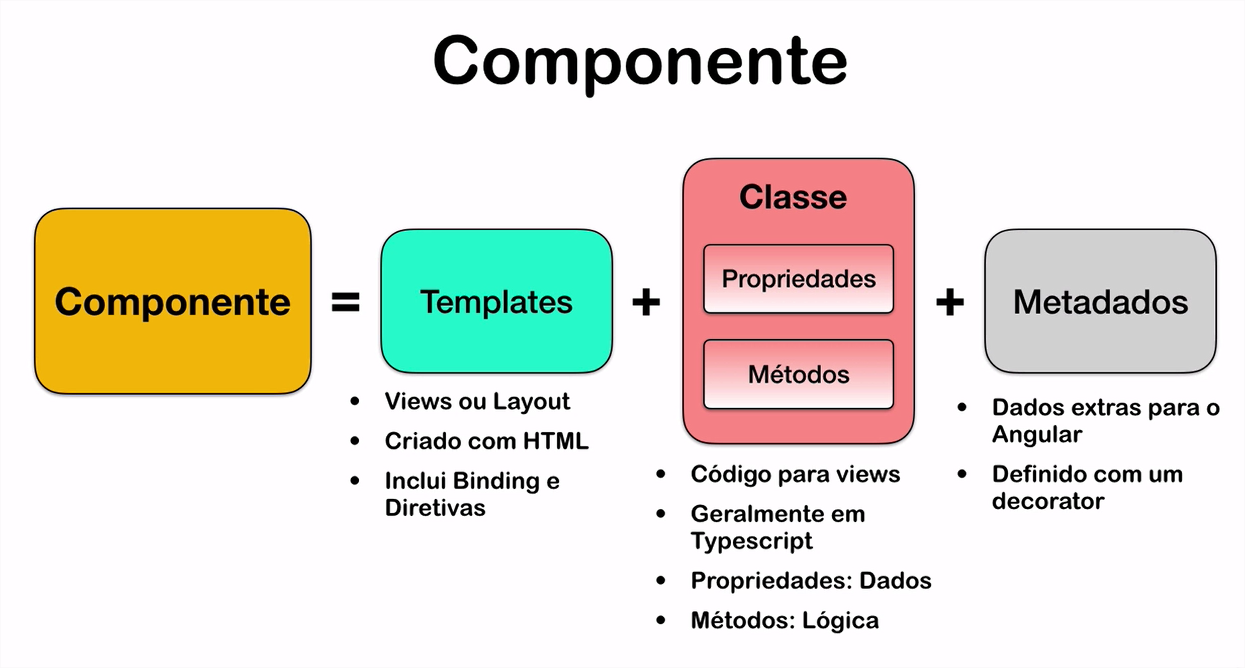 Componente
Componente
=
Templates
+
Classe
Propriedades
Métodos
+
Metadados
• Views ou Layout
• Criado com HTML
• Inclui Binding e
Diretivas
• Código para views
• Geralmente em
Typescript
• Propriedades: Dados
• Métodos: Lógica
• Dados extras para o
Angular
• Definido com um
decorator